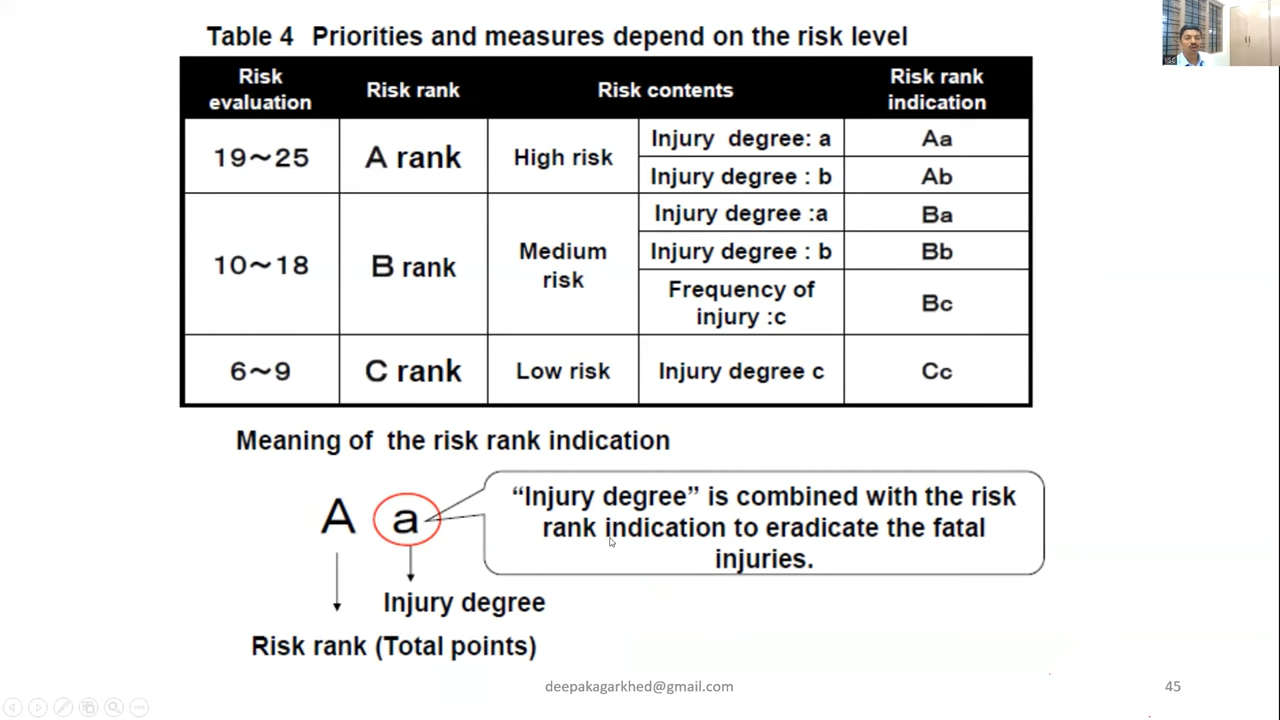 Table 4 Priorities and measures depend on the risk level
Risk evaluation Risk rank Risk contents Risk rank indication
19～25 A rank High risk Injury degree: a Aa
Injury degree : b Ab
10～18 B rank Medium risk Injury degree :a Ba
Injury degree : b Bb
Frequency of injury :c Bc
6～9 C rank Low risk Injury degree c Cc
Meaning of the risk rank indication
A a
“Injury degree” is combined with the risk
rank indication to eradicate the fatal
injuries.
Injury degree
Risk rank (Total points)
deepakagarkhed@gmail.com
45